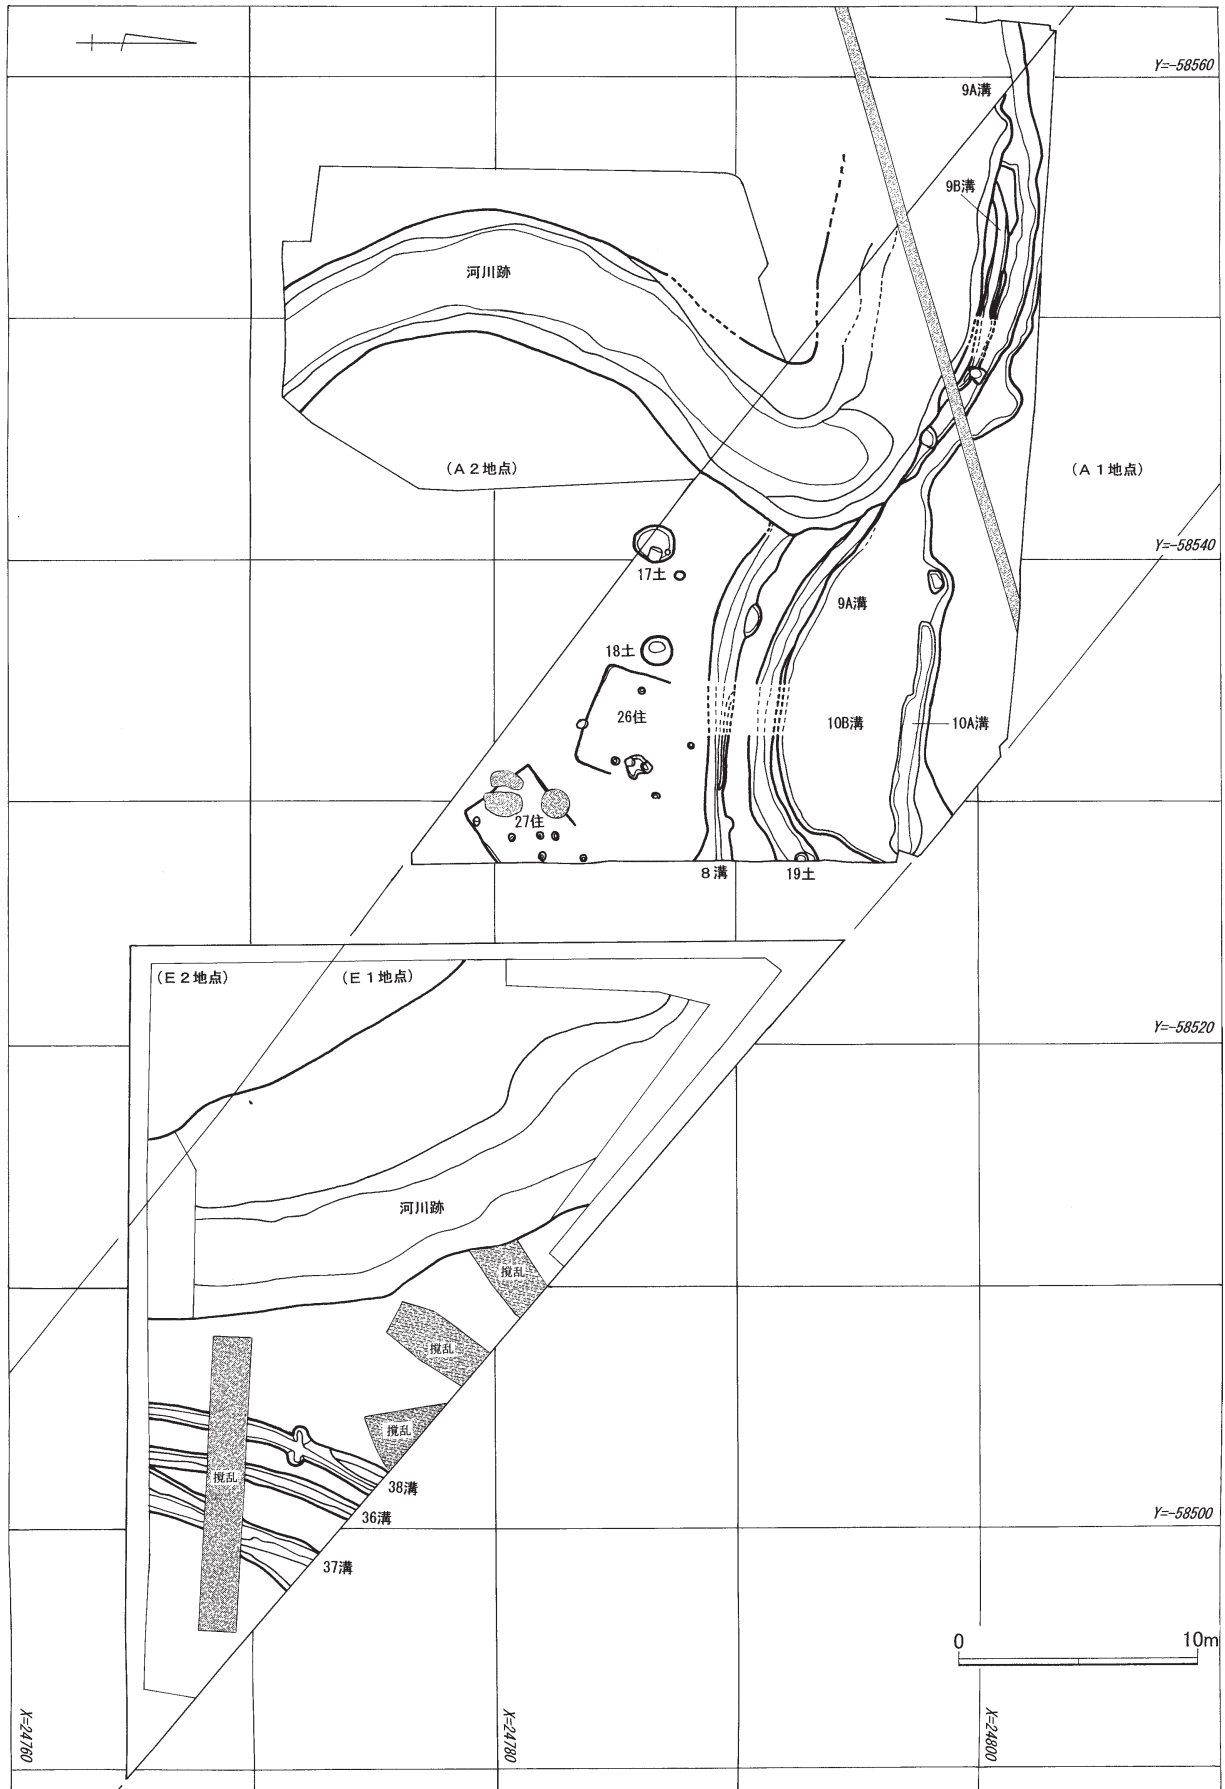 Y=-58560
9A溝
9B溝
河川跡
(A2地点)
(A1地点)
Y=-58540
17土
9A溝
18土
26住
10B溝
10A溝
27住
8溝
19土
(E2地点)
(E1地点)
Y=-58520
河川跡
攪乱
攪乱
攪乱
攪乱
38溝
36溝
Y=-58500
37溝
0
10m
X=24760
X=24780
X=24800